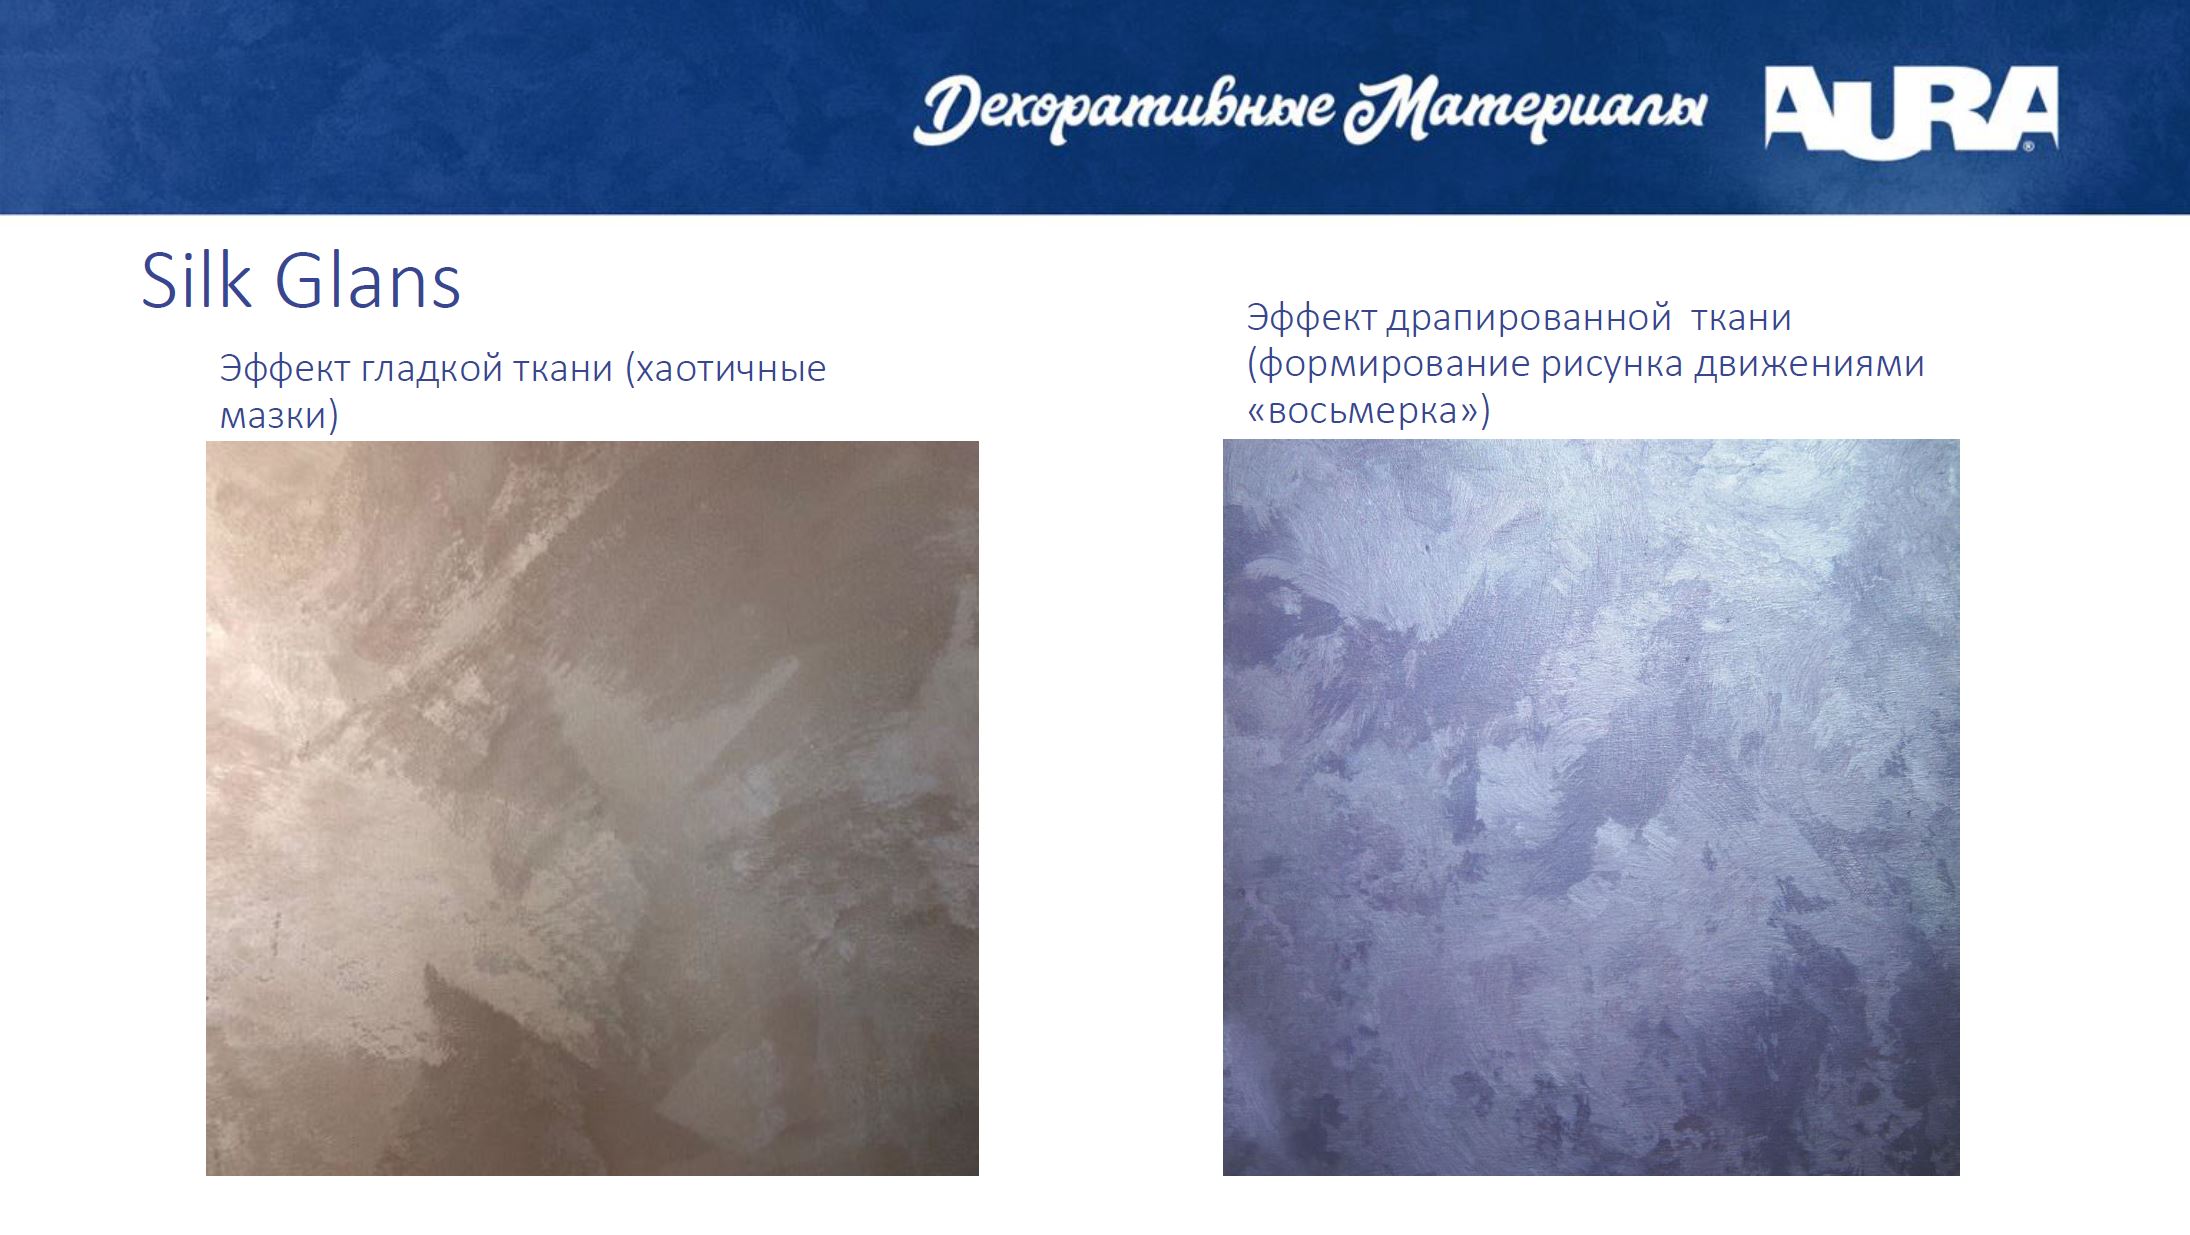 Декоративные Материалы AURA®
Silk Glans
Эффект гладкой ткани (хаотичные
мазки)
Эффект драпированной ткани
(формирование рисунка движениями
«восьмерка»)